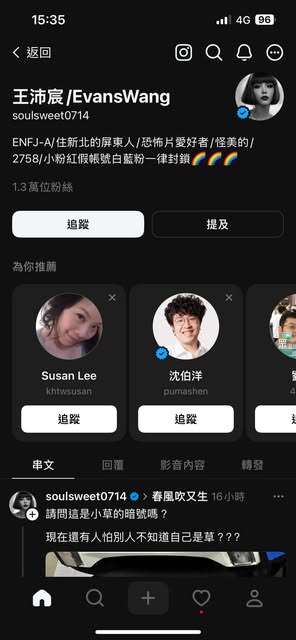 15:35
4G 96
返回
王沛宸/EvansWang
soulsweet0714
ENFJ-A/住新北的屏東人/恐怖片愛好者/怪美的/
2758/小粉紅假帳號白藍粉一律封鎖🌈🌈🌈
1.3 萬位粉絲
追蹤
提及
為你推薦
Susan Lee
khtwsusan
追蹤
沈伯洋
pumashen
追蹤
串文
回覆
影音內容
轉發
soulsweet0714 > 春風吹又生 16小時
請問這是小草的暗號嗎？
現在還有人怕別人不知道自己是草？？？